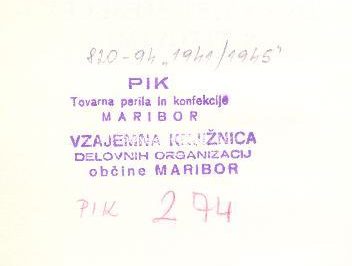 820-94 "1941/1945"
PIK
Tovarna perila in konfekcije
MARIBOR
VZAJEMNA KNJIŽNICA
DELOVNIH ORGANIZACIJ
občine MARIBOR
PIK 274